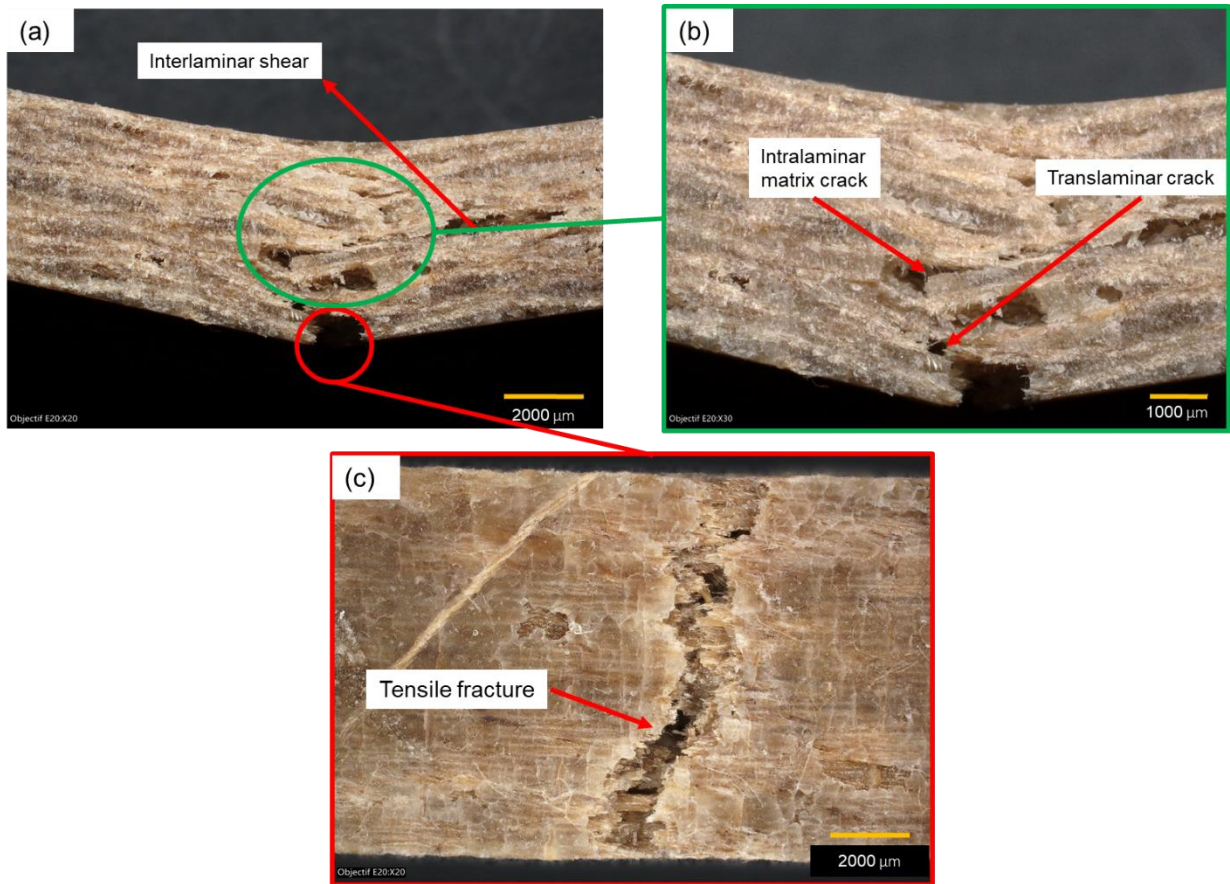 (a)
Interlaminar shear
2000 µm
Objectif E20:X20
(b)
Intralaminar
matrix crack
Translaminar crack
1000 µm
Objectif E20:X30
(c)
Tensile fracture
2000 µm
Objectif E20:X20